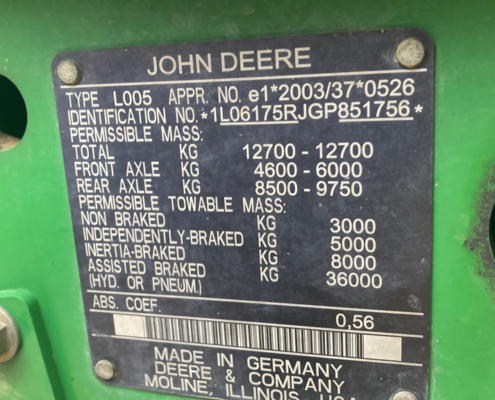 JOHN DEERE
TYPE L005 APPR. NO. e1*2003/37*0526
IDENTIFICATION NO.*1L06175RJGP851756*
PERMISSIBLE MASS:
TOTAL KG 12700 - 12700
FRONT AXLE KG 4600 - 6000
REAR AXLE KG 8500 - 9750
PERMISSIBLE TOWABLE MASS:
NON BRAKED KG 3000
INDEPENDENTLY-BRAKED KG 5000
INERTIA-BRAKED KG 8000
ASSISTED BRAKED KG 36000
(HYD. OR PNEUM.)
ABS. COEF. 0,56
MADE IN GERMANY
DEERE & COMPANY
MOLINE, ILLINOIS, USA